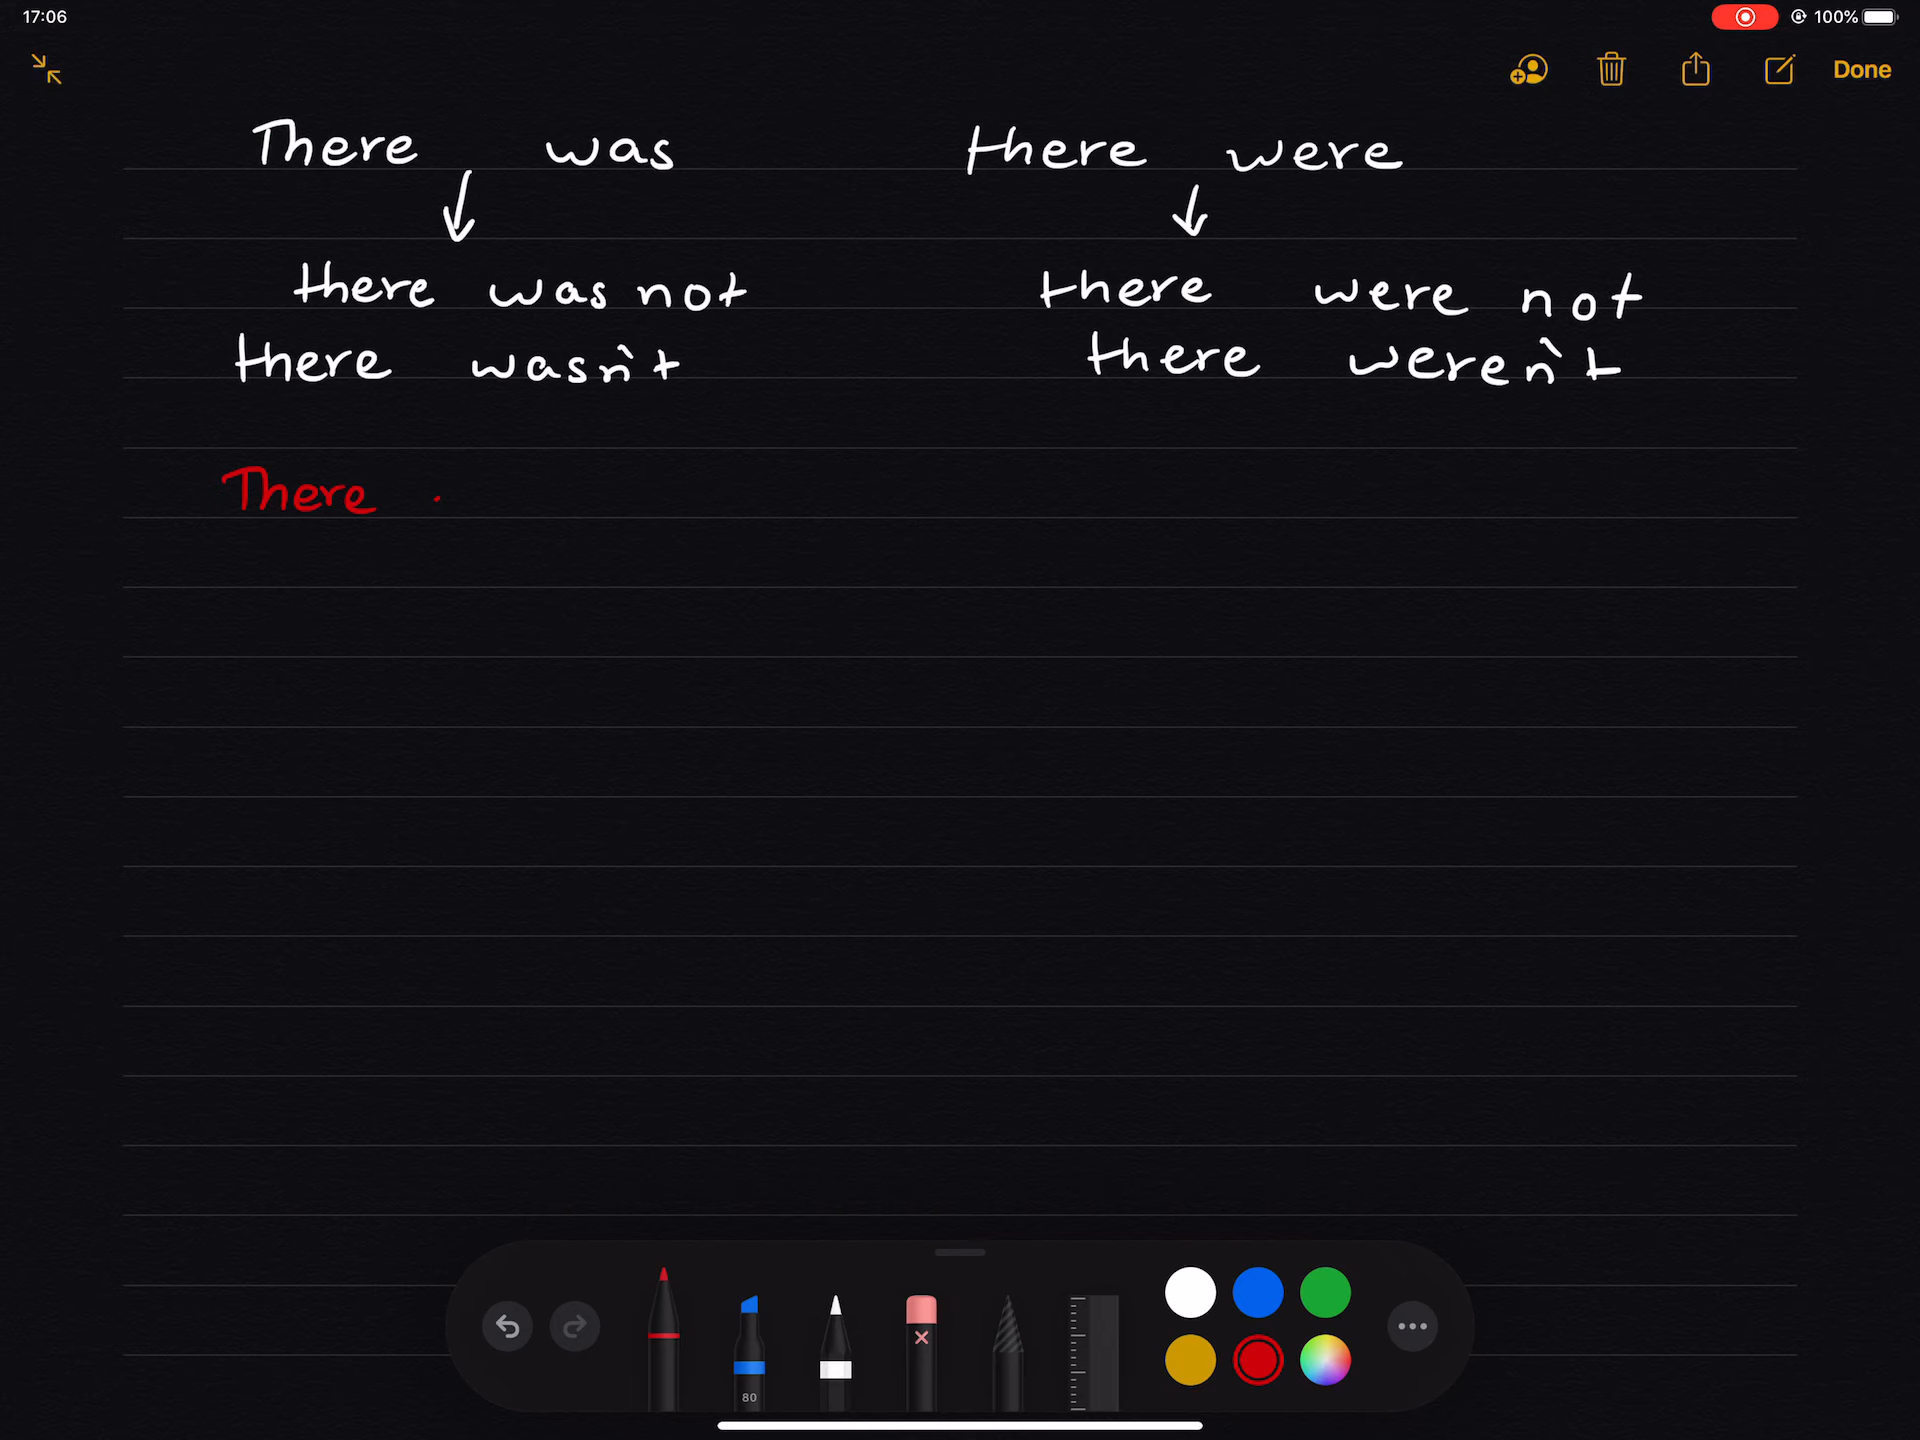 17:06 100%
Done
There was there were
↓ ↓
there was not there were not
there wasn't there weren't
There .
80